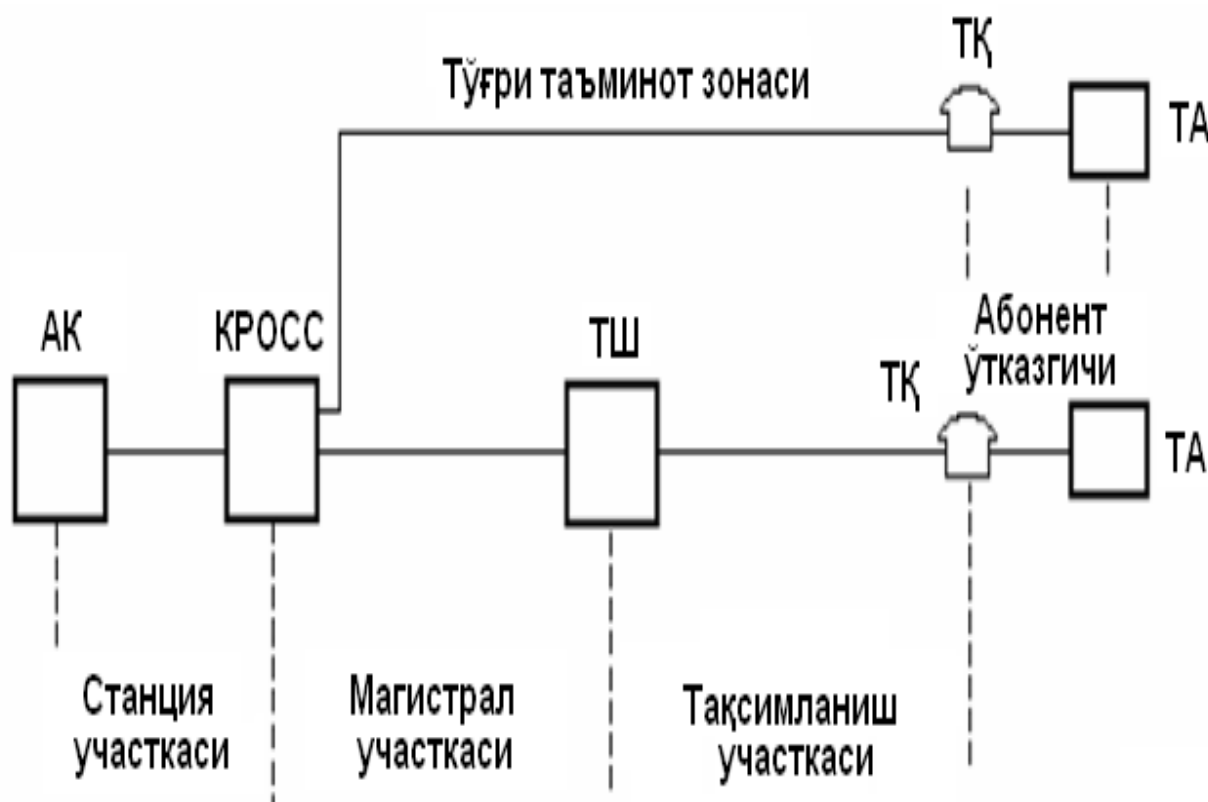 ТҚ
Тўғри таъминот зонаси
ТА
АК
КРОСС
ТШ
Абонент
ўтказгичи
ТҚ
ТА
Станция
участкаси
Магистрал
участкаси
Тақсимланиш
участкаси